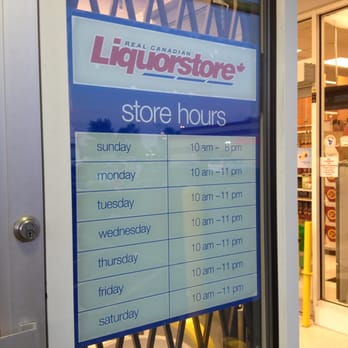 REAL CANADIAN
Liquorstore
store hours
sunday 10 am – 8 pm
monday 10 am – 11 pm
tuesday 10 am – 11 pm
wednesday 10 am – 11 pm
thursday 10 am – 11 pm
friday 10 am – 11 pm
saturday 10 am – 11 pm